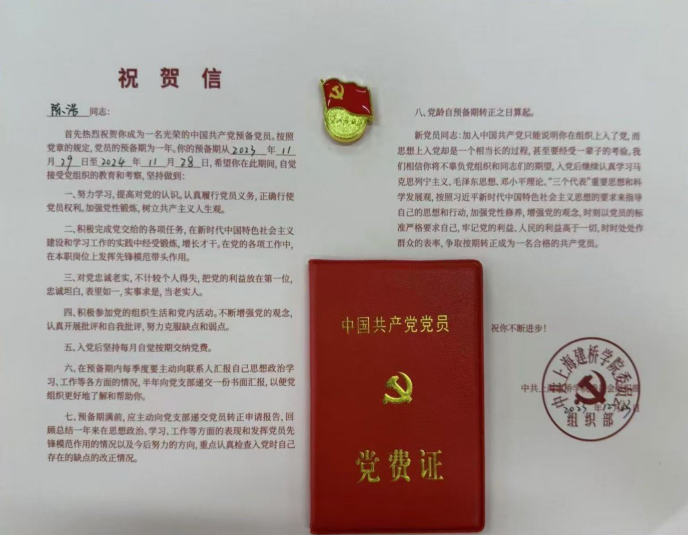 祝贺信
陈浩 同志:
首先热烈祝贺你成为一名光荣的中国共产党预备党员。按照
党章的规定,党员的预备期为一年。你的预备期从2023年11
月29日至2024年11月28日,希望你在此期间,自觉
接受党组织的教育和考察,坚持做到:
一、努力学习,提高对党的认识。认真履行党员义务,正确行使
党员权利,加强党性锻炼,树立共产主义人生观。
二、积极完成党交给的各项任务,在新时代中国特色社会主义
建设和学习工作的实践中经受锻炼,增长才干。在党的各项工作中,
在本职岗位上发挥先锋模范带头作用。
三、对党忠诚老实,不计较个人得失,把党的利益放在第一位,
忠诚坦白,表里如一,实事求是,当老实人。
四、积极参加党的组织生活和党内活动。不断增强党的观念,
认真开展批评和自我批评,努力克服缺点和弱点。
五、入党后坚持每月自觉按期交纳党费。
六、在预备期内每季度要主动向联系人汇报自己思想政治学
习、工作等各方面的情况,半年向党支部递交一份书面汇报,以便党
组织更好地了解和帮助你。
七、预备期满前,应主动向党支部递交党员转正申请报告,回
顾总结一年来在思想政治、学习、工作等方面的表现和发挥党员先
锋模范作用的情况以及今后努力的方向,重点认真检查入党时自己
存在的缺点的改正情况。
八、党龄自预备期转正之日算起。
新党员同志:加入中国共产党只能说明你在组织上入了党,而
思想上入党却是一个相当长的过程,甚至要经受一辈子的考验。我
们相信你将不辜负党组织和同志们的期望,入党后继续认真学习马
克思列宁主义、毛泽东思想、邓小平理论、“三个代表”重要思想和科
学发展观,按照习近平新时代中国特色社会主义思想的要求来指导
自己的思想和行动,加强党性修养,增强党的观念,时刻以党员的标
准严格要求自己,牢记党的利益、人民的利益高于一切,时时处处作
群众的表率,争取按期转正成为一名合格的共产党员。
祝你不断进步!
中共上海建桥学院委员会
组织部
2023年12月
中国共产党党员
党费证